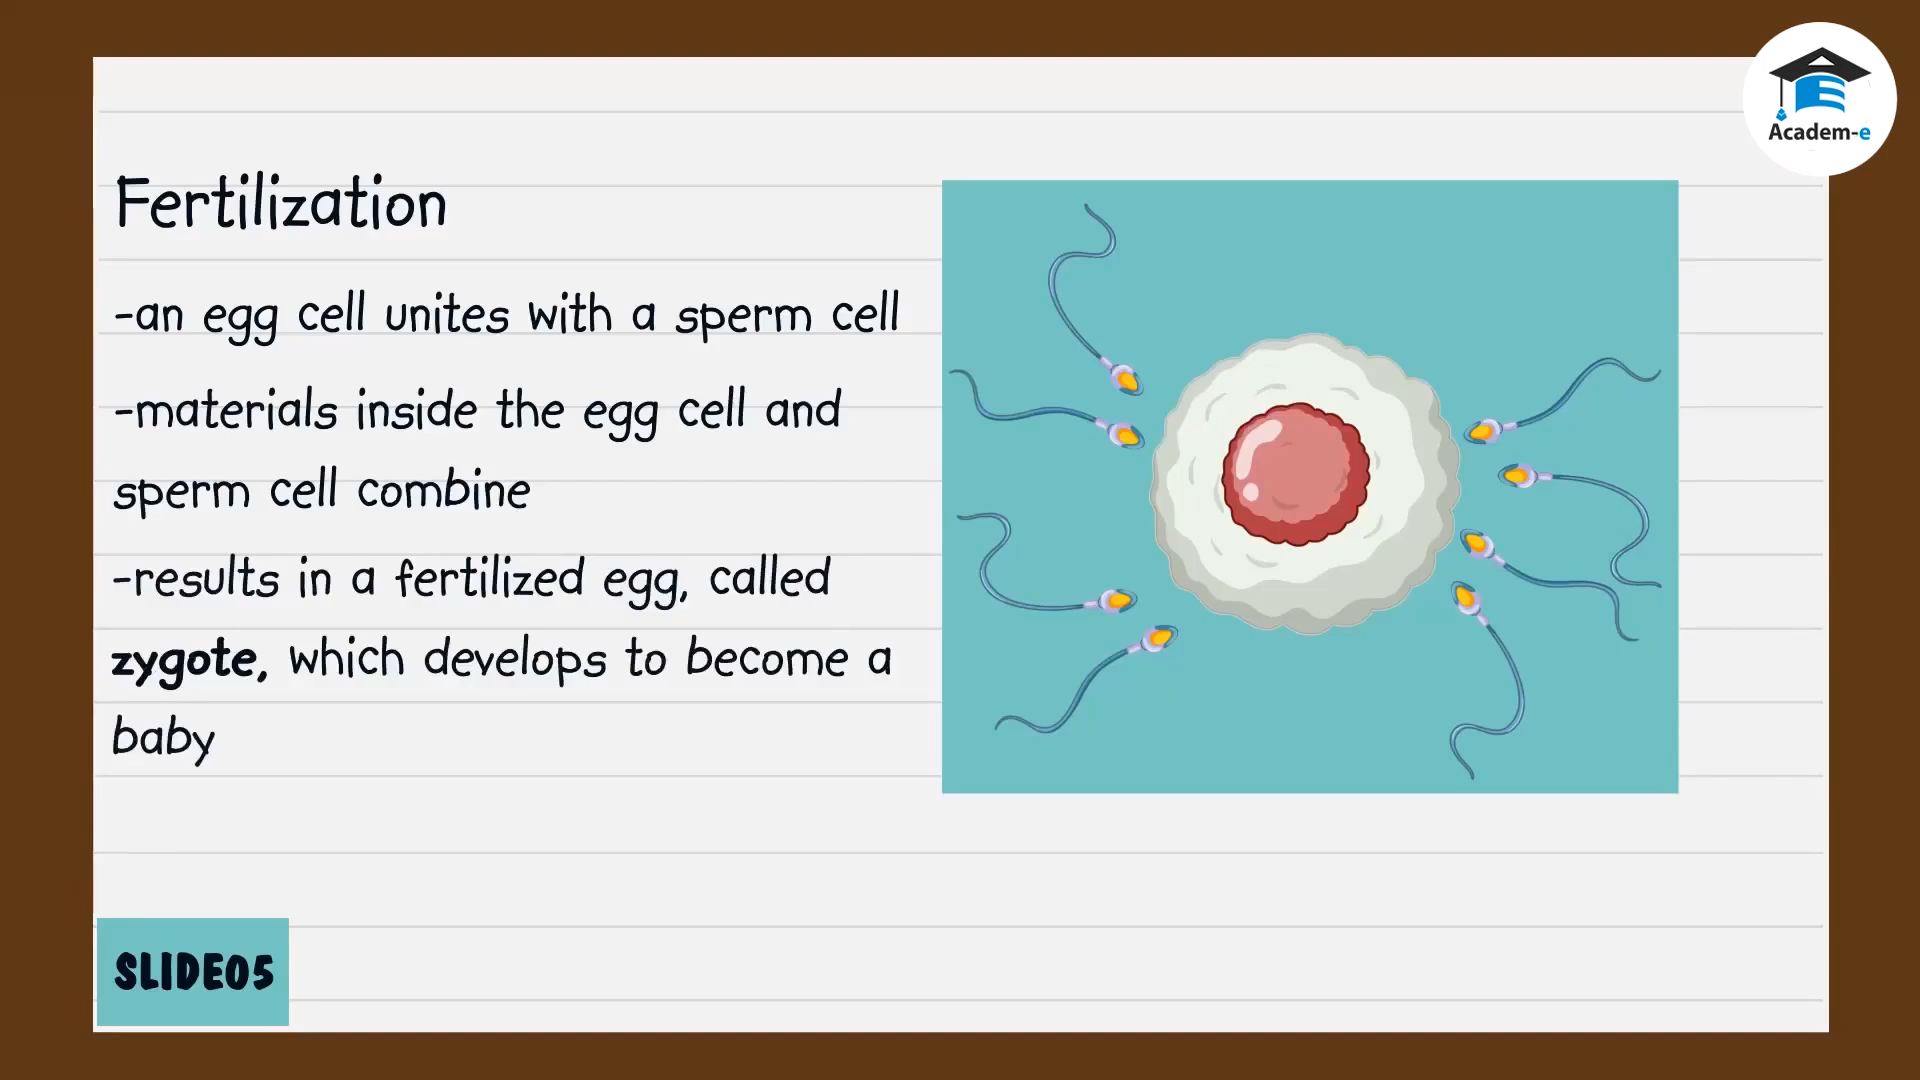 Academ-e
Fertilization
-an egg cell unites with a sperm cell
-materials inside the egg cell and
sperm cell combine
-results in a fertilized egg, called
zygote, which develops to become a
baby
SLIDE05